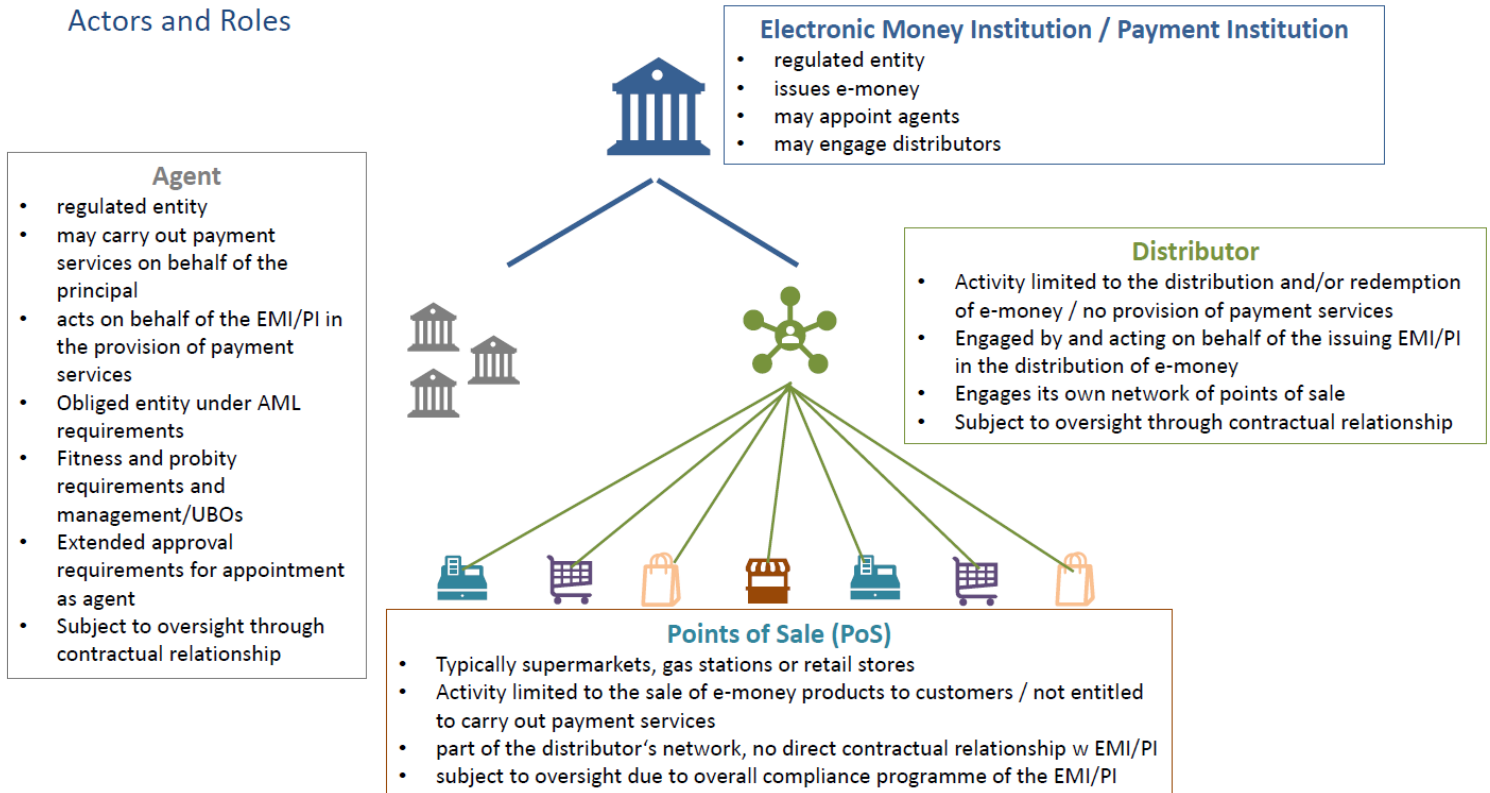 Actors and Roles
Electronic Money Institution / Payment Institution
• regulated entity
• issues e-money
• may appoint agents
• may engage distributors
Agent
• regulated entity
• may carry out payment
services on behalf of the
principal
• acts on behalf of the EMI/PI in
the provision of payment
services
• Obliged entity under AML
requirements
• Fitness and probity
requirements and
management/UBOs
• Extended approval
requirements for appointment
as agent
• Subject to oversight through
contractual relationship
Distributor
• Activity limited to the distribution and/or redemption
of e-money / no provision of payment services
• Engaged by and acting on behalf of the issuing EMI/PI
in the distribution of e-money
• Engages its own network of points of sale
• Subject to oversight through contractual relationship
Points of Sale (PoS)
• Typically supermarkets, gas stations or retail stores
• Activity limited to the sale of e-money products to customers / not entitled
to carry out payment services
• part of the distributor‘s network, no direct contractual relationship w EMI/PI
• subject to oversight due to overall compliance programme of the EMI/PI